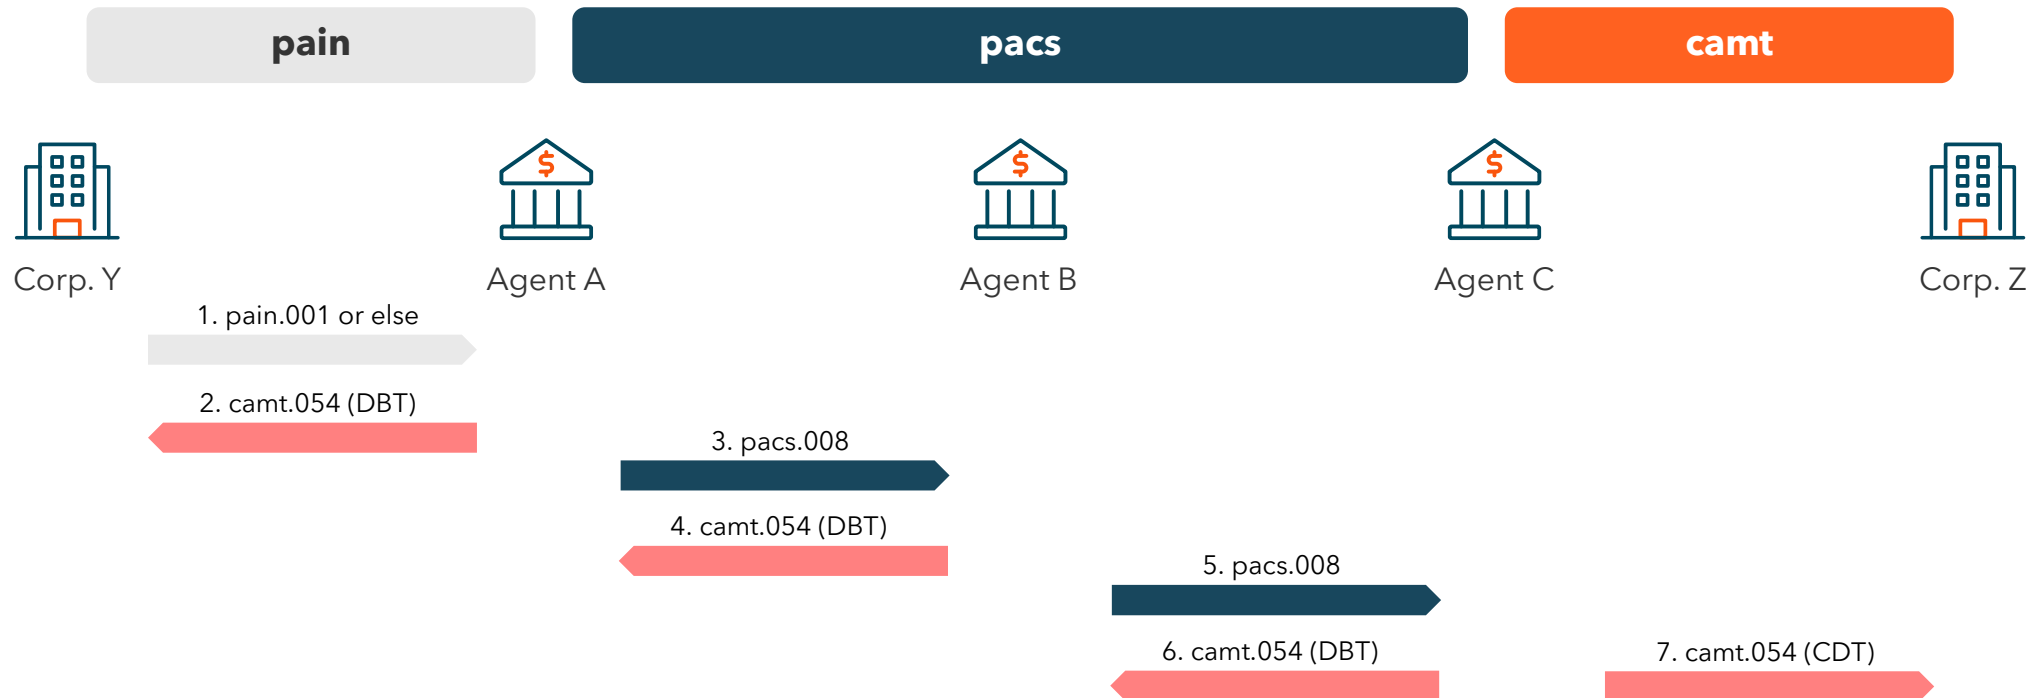 pain
pacs
camt
Corp. Y
Agent A
Agent B
Agent C
Corp. Z
1. pain.001 or else
2. camt.054 (DBT)
3. pacs.008
4. camt.054 (DBT)
5. pacs.008
6. camt.054 (DBT)
7. camt.054 (CDT)